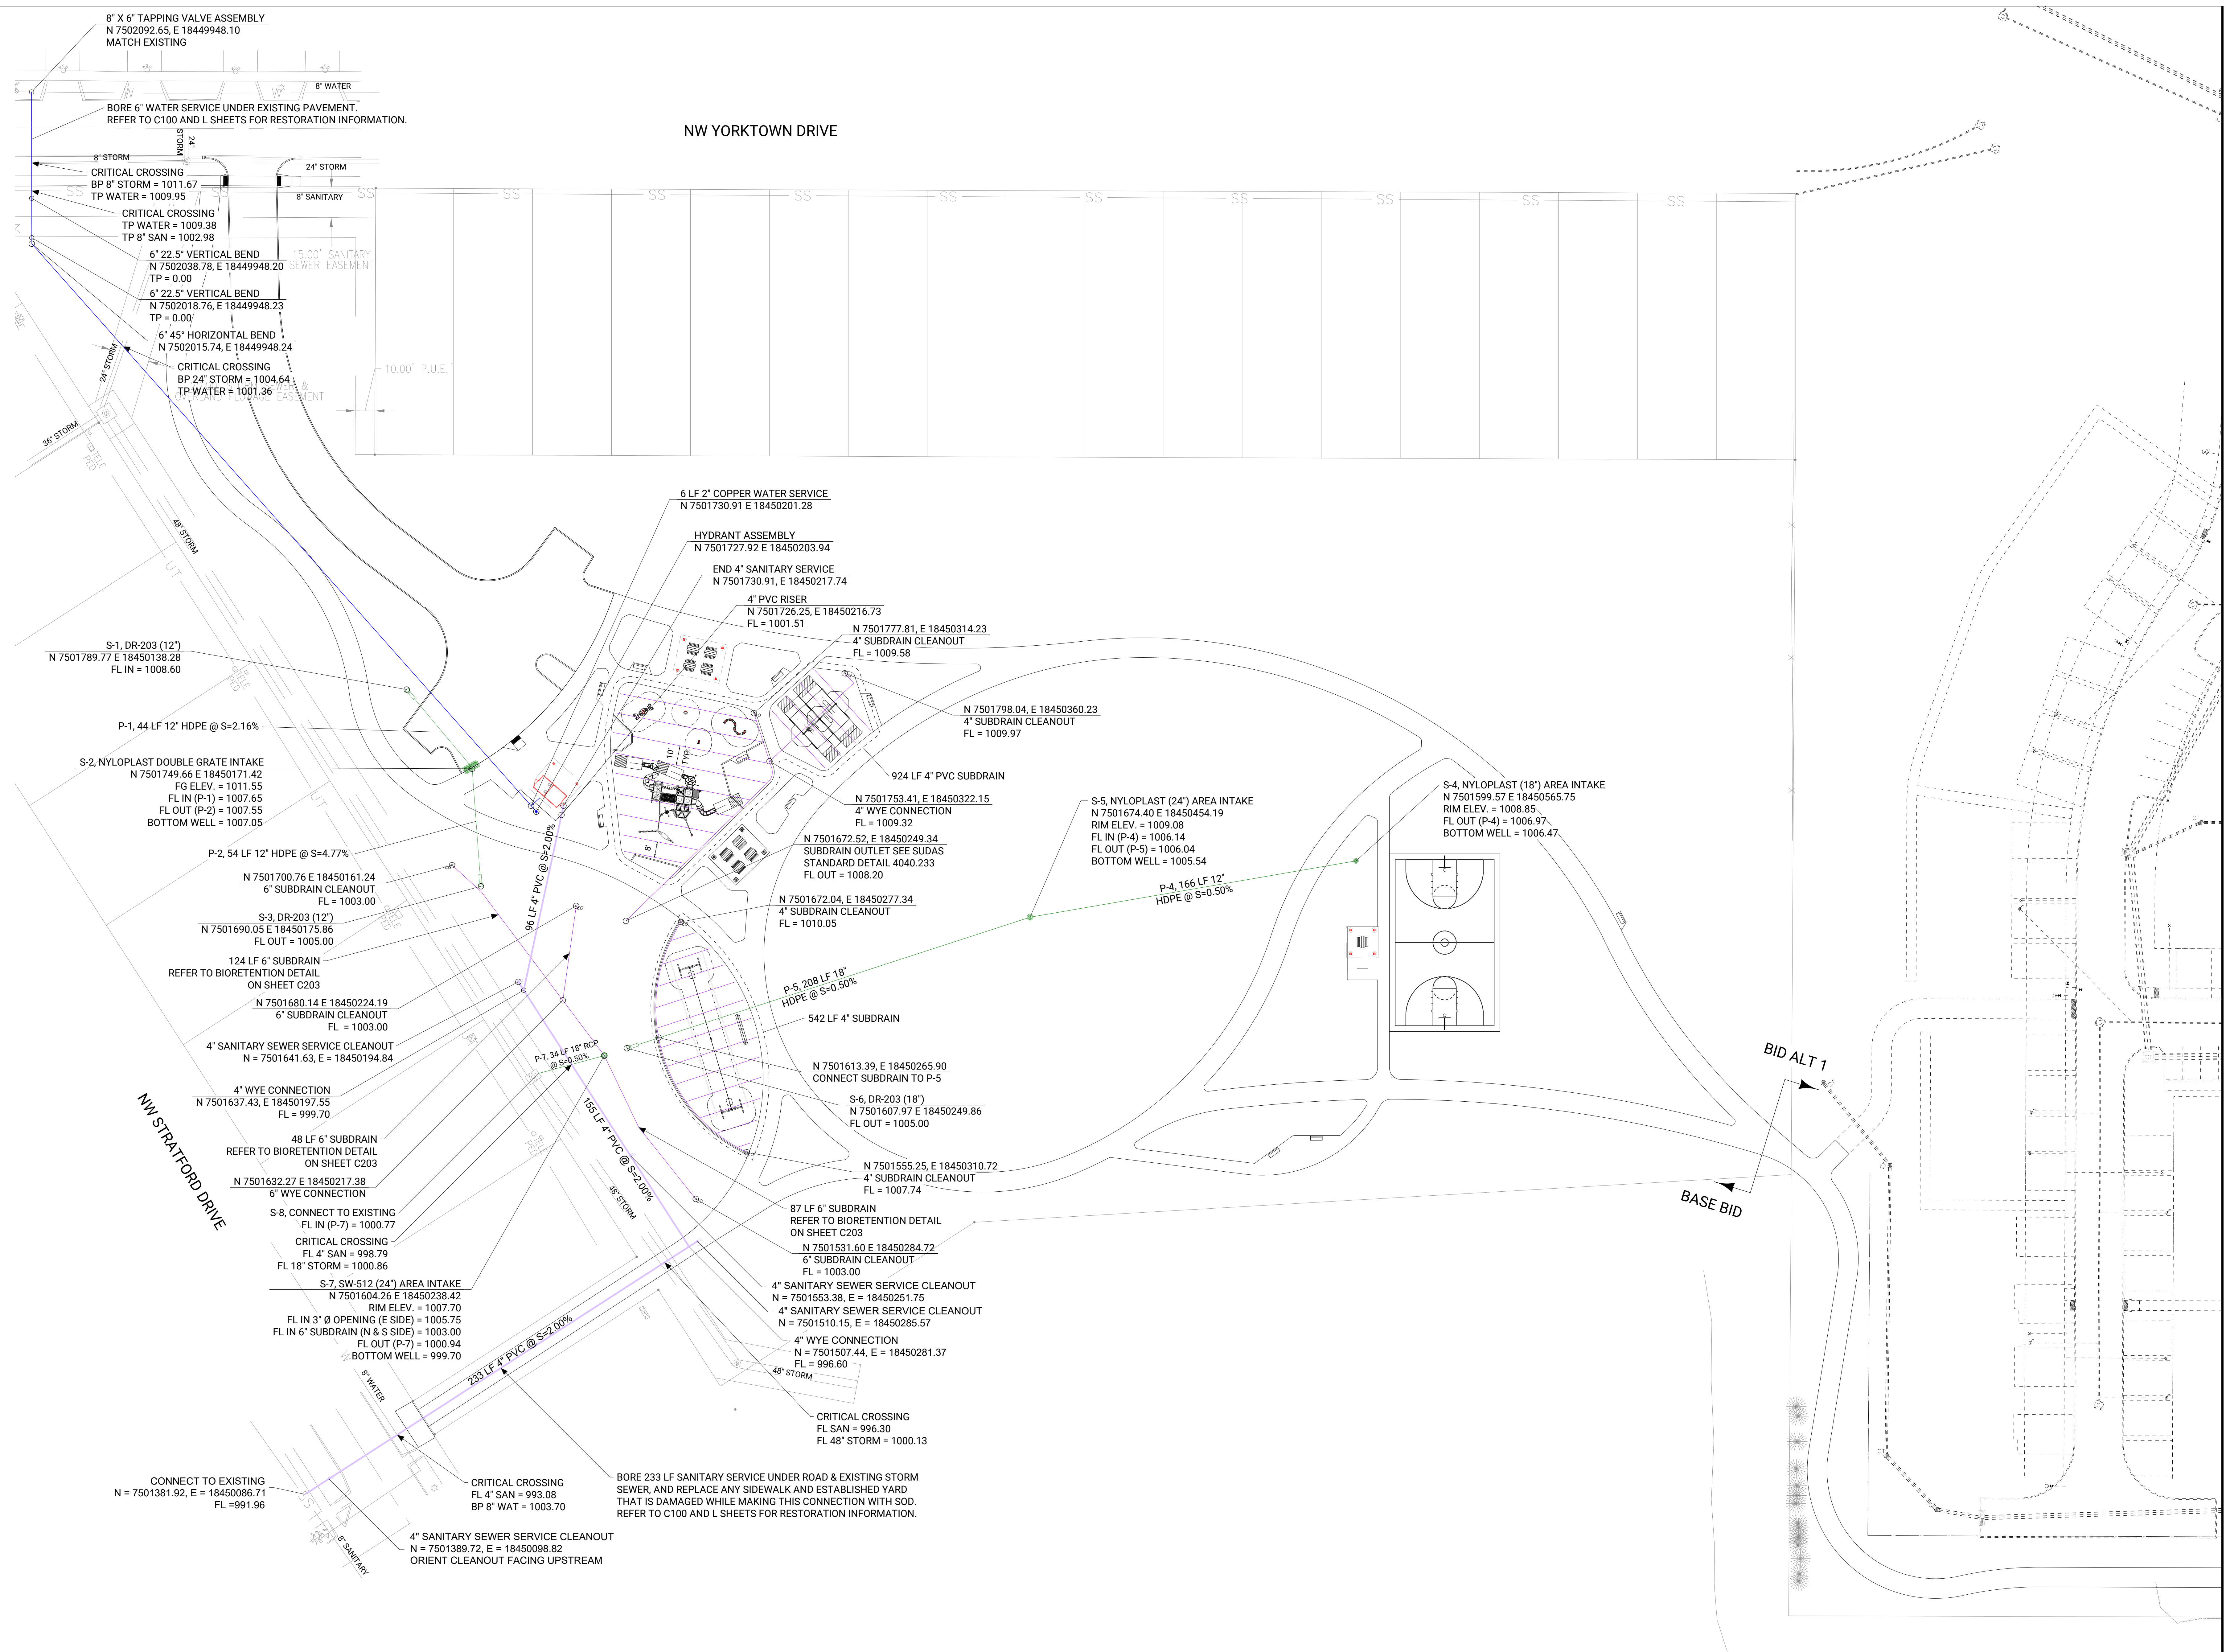 8" X 6" TAPPING VALVE ASSEMBLY
N 7502092.65, E 18449948.10
MATCH EXISTING
8" WATER
BORE 6" WATER SERVICE UNDER EXISTING PAVEMENT.
REFER TO C100 AND L SHEETS FOR RESTORATION INFORMATION.
NW YORKTOWN DRIVE
24"
STORM
8" STORM
24" STORM
CRITICAL CROSSING
BP 8" STORM = 1011.67
TP WATER = 1009.95
8" SANITARY
SS
SS
SS
SS
SS
SS
SS
SS
SS
SS
SS
SS
CRITICAL CROSSING
TP WATER = 1009.38
TP 8" SAN = 1002.98
15.00' SANITARY
SEWER EASEMENT
6" 22.5° VERTICAL BEND
N 7502038.78, E 18449948.20
TP = 0.00
6" 22.5° VERTICAL BEND
N 7502018.76, E 18449948.23
TP = 0.00
6" 45° HORIZONTAL BEND
N 7502015.74, E 18449948.24
24" STORM
CRITICAL CROSSING
BP 24" STORM = 1004.64
TP WATER = 1001.36
EASEMENT
10.00' P.U.E.
36" STORM
TELE
PED
48" STORM
UT
6 LF 2" COPPER WATER SERVICE
N 7501730.91 E 18450201.28
HYDRANT ASSEMBLY
N 7501727.92 E 18450203.94
END 4" SANITARY SERVICE
N 7501730.91, E 18450217.74
4" PVC RISER
N 7501726.25, E 18450216.73
FL = 1001.51
N 7501777.81, E 18450314.23
4" SUBDRAIN CLEANOUT
FL = 1009.58
S-1, DR-203 (12")
N 7501789.77 E 18450138.28
FL IN = 1008.60
TELE
PED
N 7501798.04, E 18450360.23
4" SUBDRAIN CLEANOUT
FL = 1009.97
P-1, 44 LF 12" HDPE @ S=2.16%
10'
TYP.
S-2, NYLOPLAST DOUBLE GRATE INTAKE
N 7501749.66 E 18450171.42
FG ELEV. = 1011.55
FL IN (P-1) = 1007.65
FL OUT (P-2) = 1007.55
BOTTOM WELL = 1007.05
UT
924 LF 4" PVC SUBDRAIN
N 7501753.41, E 18450322.15
4" WYE CONNECTION
FL = 1009.32
S-5, NYLOPLAST (24") AREA INTAKE
N 7501674.40 E 18450454.19
RIM ELEV. = 1009.08
FL IN (P-4) = 1006.14
FL OUT (P-5) = 1006.04
BOTTOM WELL = 1005.54
S-4, NYLOPLAST (18") AREA INTAKE
N 7501599.57 E 18450565.75
RIM ELEV. = 1008.85
FL OUT (P-4) = 1006.97
BOTTOM WELL = 1006.47
8'
P-2, 54 LF 12" HDPE @ S=4.77%
96 LF 4" PVC @ S=2.00%
N 7501672.52, E 18450249.34
SUBDRAIN OUTLET SEE SUDAS
STANDARD DETAIL 4040.233
FL OUT = 1008.20
N 7501700.76 E 18450161.24
6" SUBDRAIN CLEANOUT
FL = 1003.00
P-4, 166 LF 12"
HDPE @ S=0.50%
N 7501672.04, E 18450277.34
4" SUBDRAIN CLEANOUT
FL = 1010.05
S-3, DR-203 (12")
N 7501690.05 E 18450175.86
FL OUT = 1005.00
124 LF 6" SUBDRAIN
REFER TO BIORETENTION DETAIL
ON SHEET C203
P-5, 208 LF 18"
HDPE @ S=0.50%
N 7501680.14 E 18450224.19
6" SUBDRAIN CLEANOUT
FL  = 1003.00
542 LF 4" SUBDRAIN
4" SANITARY SEWER SERVICE CLEANOUT
N = 7501641.63, E = 18450194.84
P-7, 34 LF 18" RCP
@ S=0.50%
BID ALT 1
N 7501613.39, E 18450265.90
CONNECT SUBDRAIN TO P-5
4" WYE CONNECTION
N 7501637.43, E 18450197.55
FL = 999.70
NW STRATFORD DRIVE
155 LF 4" PVC @ S=2.00%
S-6, DR-203 (18")
N 7501607.97 E 18450249.86
FL OUT = 1005.00
48 LF 6" SUBDRAIN
REFER TO BIORETENTION DETAIL
ON SHEET C203
N 7501555.25, E 18450310.72
4" SUBDRAIN CLEANOUT
FL = 1007.74
N 7501632.27 E 18450217.38
6" WYE CONNECTION
48" STORM
BASE BID
S-8, CONNECT TO EXISTING
FL IN (P-7) = 1000.77
87 LF 6" SUBDRAIN
REFER TO BIORETENTION DETAIL
ON SHEET C203
CRITICAL CROSSING
FL 4" SAN = 998.79
FL 18" STORM = 1000.86
N 7501531.60 E 18450284.72
6" SUBDRAIN CLEANOUT
FL = 1003.00
S-7, SW-512 (24") AREA INTAKE
N 7501604.26 E 18450238.42
RIM ELEV. = 1007.70
FL IN 3" Ø OPENING (E SIDE) = 1005.75
FL IN 6" SUBDRAIN (N & S SIDE) = 1003.00
FL OUT (P-7) = 1000.94
BOTTOM WELL = 999.70
4" SANITARY SEWER SERVICE CLEANOUT
N = 7501553.38, E = 18450251.75
4" SANITARY SEWER SERVICE CLEANOUT
N = 7501510.15, E = 18450285.57
4" WYE CONNECTION
N = 7501507.44, E = 18450281.37
FL = 996.60
233 LF 4" PVC @ S=2.00%
48" STORM
8" WATER
CRITICAL CROSSING
FL SAN = 996.30
FL 48" STORM = 1000.13
CONNECT TO EXISTING
N = 7501381.92, E = 18450086.71
FL =991.96
CRITICAL CROSSING
FL 4" SAN = 993.08
BP 8" WAT = 1003.70
BORE 233 LF SANITARY SERVICE UNDER ROAD & EXISTING STORM
SEWER, AND REPLACE ANY SIDEWALK AND ESTABLISHED YARD
THAT IS DAMAGED WHILE MAKING THIS CONNECTION WITH SOD.
REFER TO C100 AND L SHEETS FOR RESTORATION INFORMATION.
8" SANITARY
4" SANITARY SEWER SERVICE CLEANOUT
N = 7501389.72, E = 18450098.82
ORIENT CLEANOUT FACING UPSTREAM